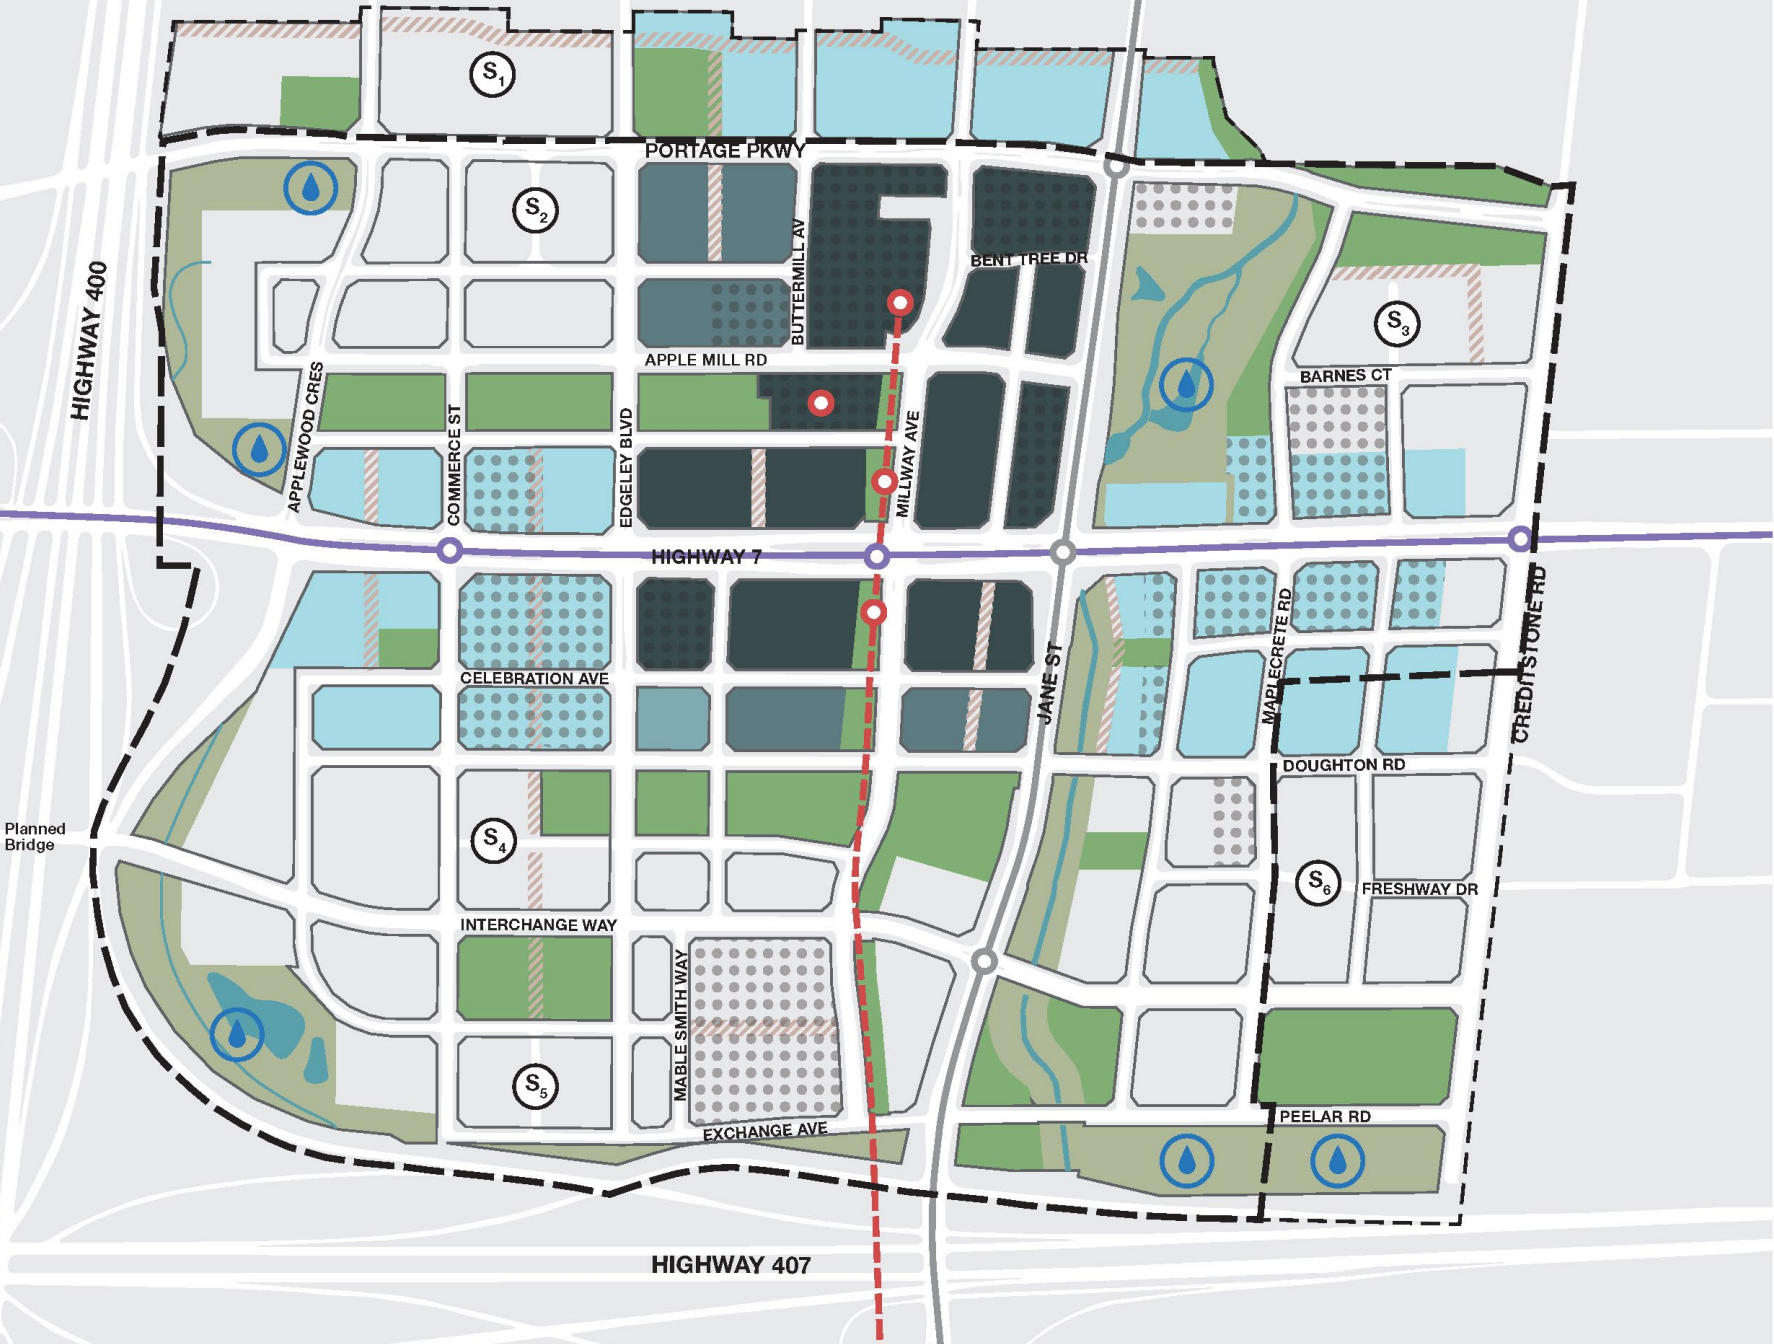 S1
PORTAGE PKWY
S2
BUTTERMILL AV
BENT TREE DR
HIGHWAY 400
S3
APPLE MILL RD
BARNES CT
APPLEWOOD CRES
COMMERCE ST
EDGELEY BLVD
MILLWAY AVE
HIGHWAY 7
MAPLECRETE RD
CREDITSTONE RD
JANE ST
CELEBRATION AVE
DOUGHTON RD
Planned
Bridge
S4
S6
FRESHWAY DR
INTERCHANGE WAY
MABLE SMITH WAY
S5
PEELAR RD
EXCHANGE AVE
HIGHWAY 407